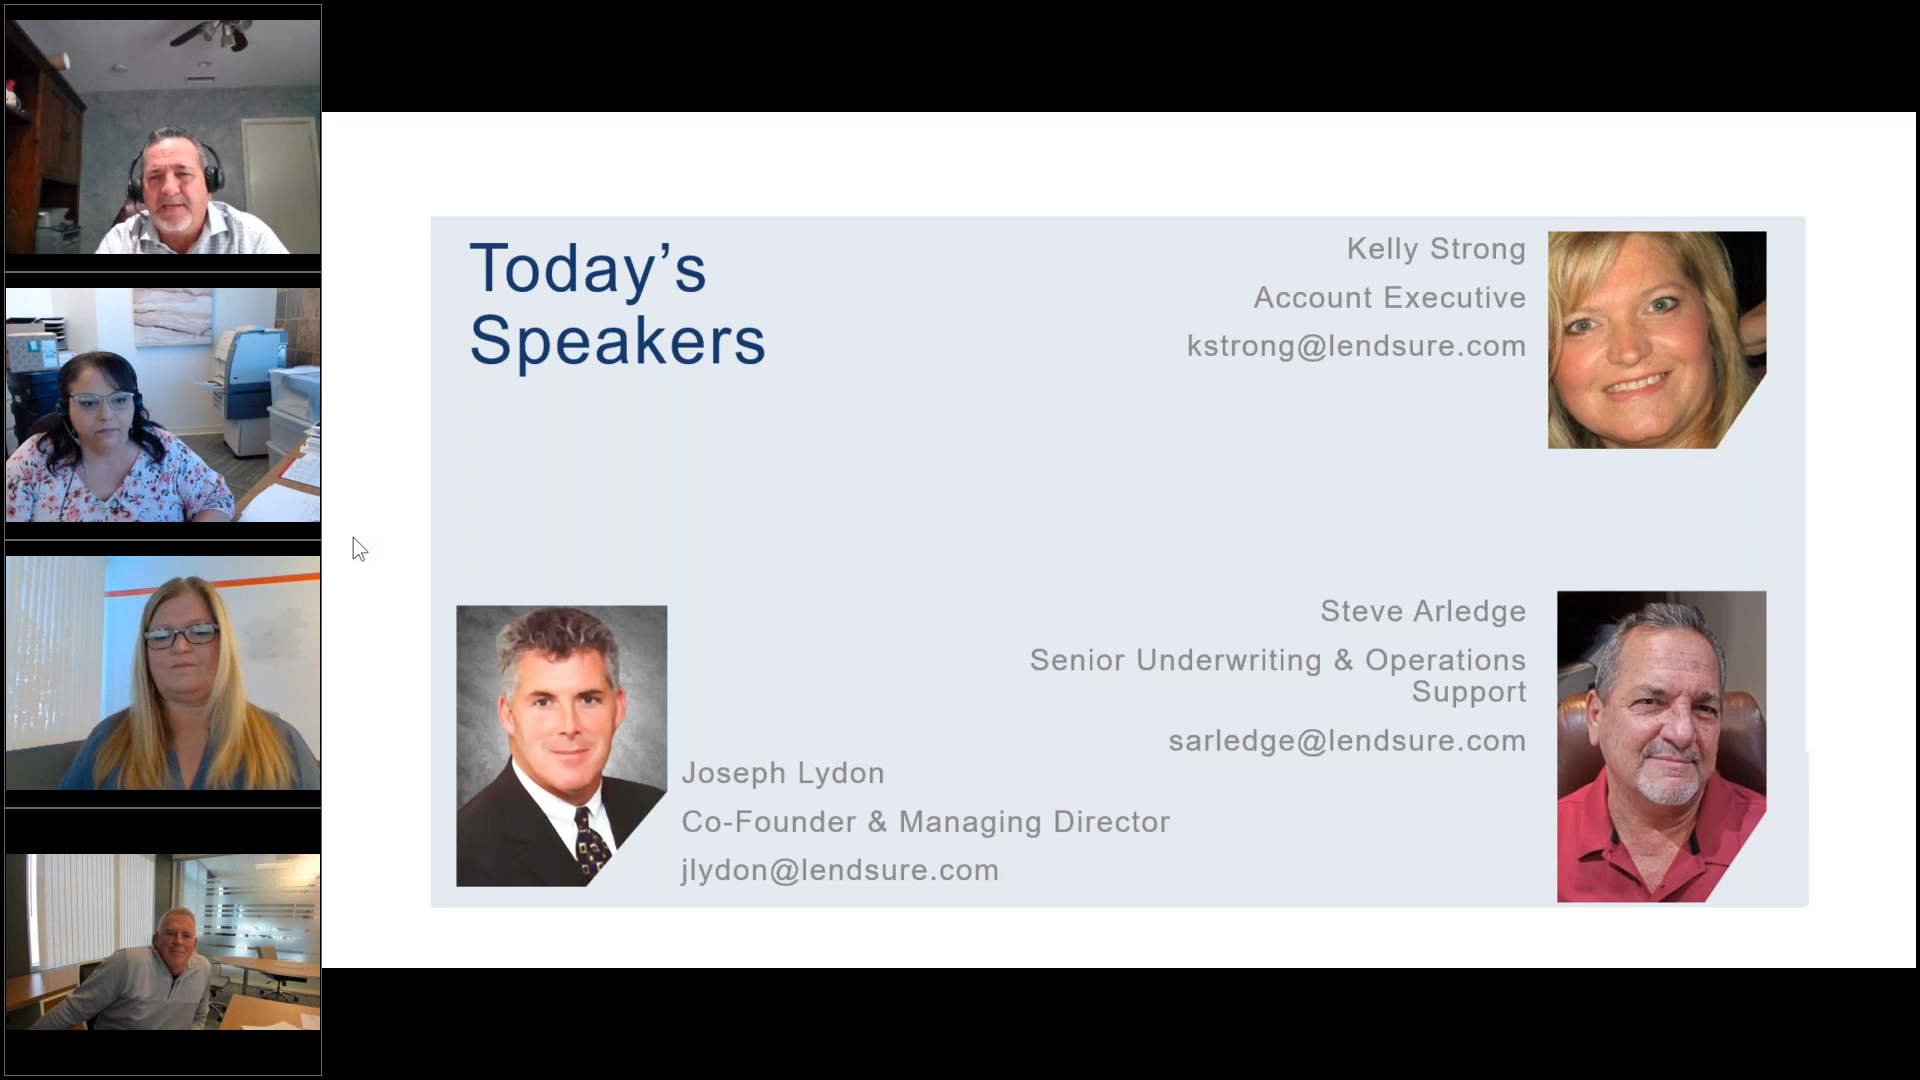 Today’s
Speakers
Kelly Strong
Account Executive
kstrong@lendsure.com
Steve Arledge
Senior Underwriting & Operations
Support
sarledge@lendsure.com
Joseph Lydon
Co-Founder & Managing Director
jlydon@lendsure.com